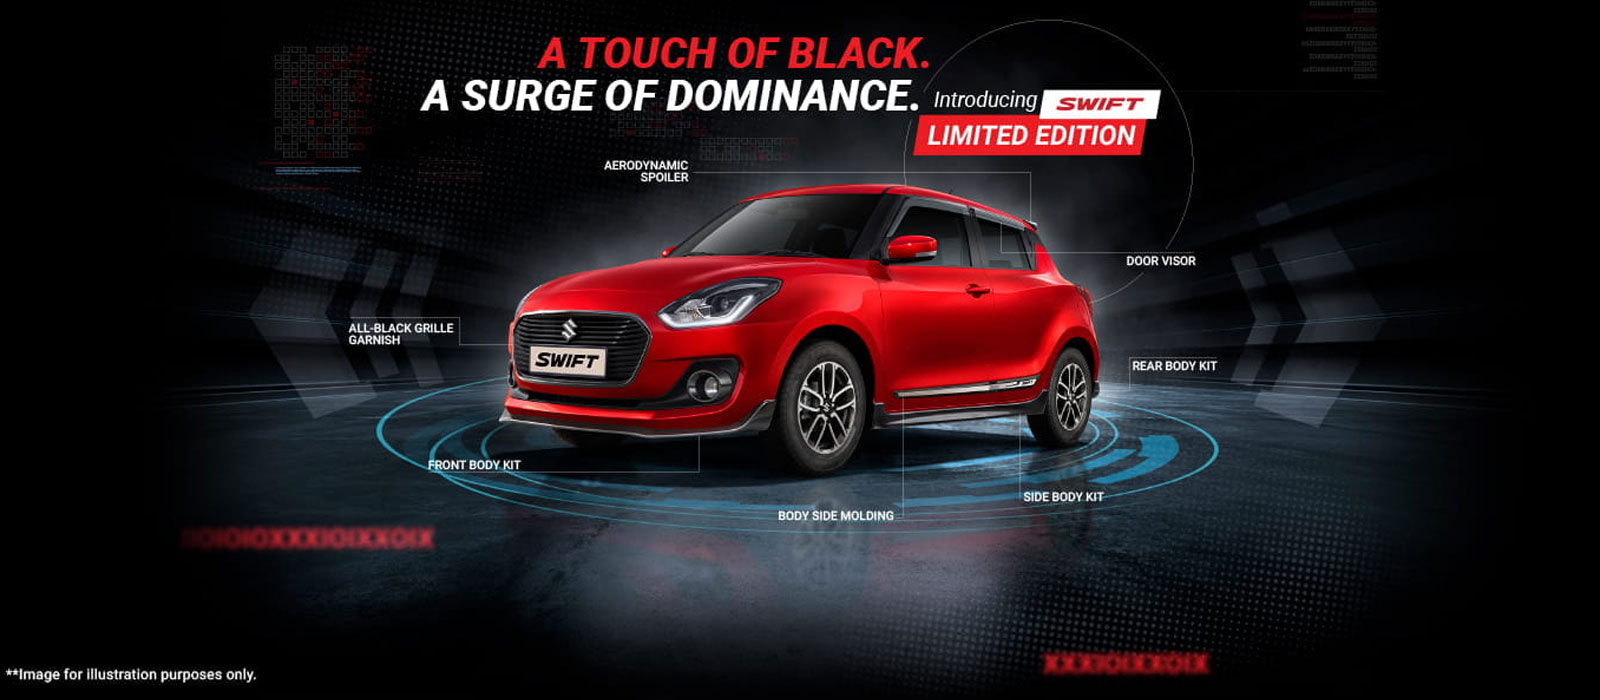 A TOUCH OF BLACK.
A SURGE OF DOMINANCE.
Introducing SWIFT
LIMITED EDITION
AERODYNAMIC
SPOILER
DOOR VISOR
ALL-BLACK GRILLE
GARNISH
SWIFT
REAR BODY KIT
FRONT BODY KIT
SIDE BODY KIT
BODY SIDE MOLDING
**Image for illustration purposes only.